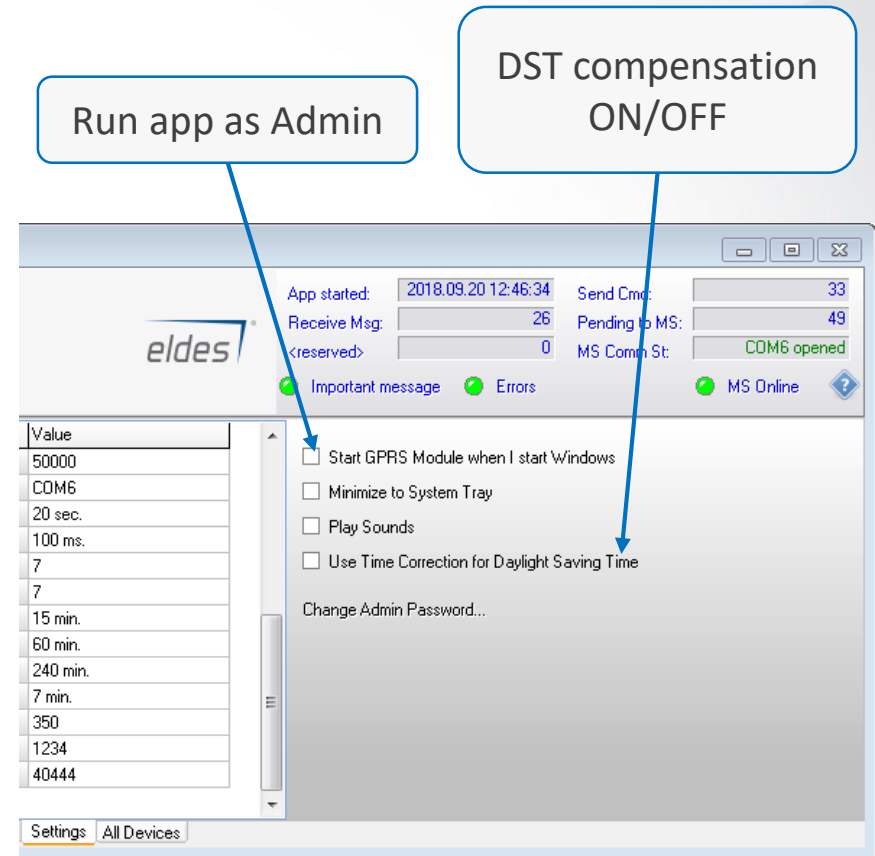 Run app as Admin
DST compensation
ON/OFF
App started: 2018.09.20 12:46:34 Send Cmd: 33
Receive Msg: 26 Pending to MS: 49
<reserved> 0 MS Comm St: COM6 opened
eldes
Important message Errors MS Online ?
Value
50000
COM6
20 sec.
100 ms.
7
7
15 min.
60 min.
240 min.
7 min.
350
1234
40444
Start GPRS Module when I start Windows
Minimize to System Tray
Play Sounds
Use Time Correction for Daylight Saving Time
Change Admin Password...
Settings All Devices